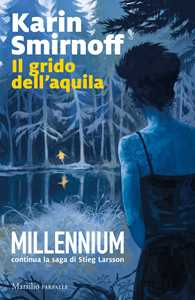 Karin
Smirnoff
Il grido
dell'aquila
MILLENNIUM
continua la saga di Stieg Larsson
Marsilio FARFALLE